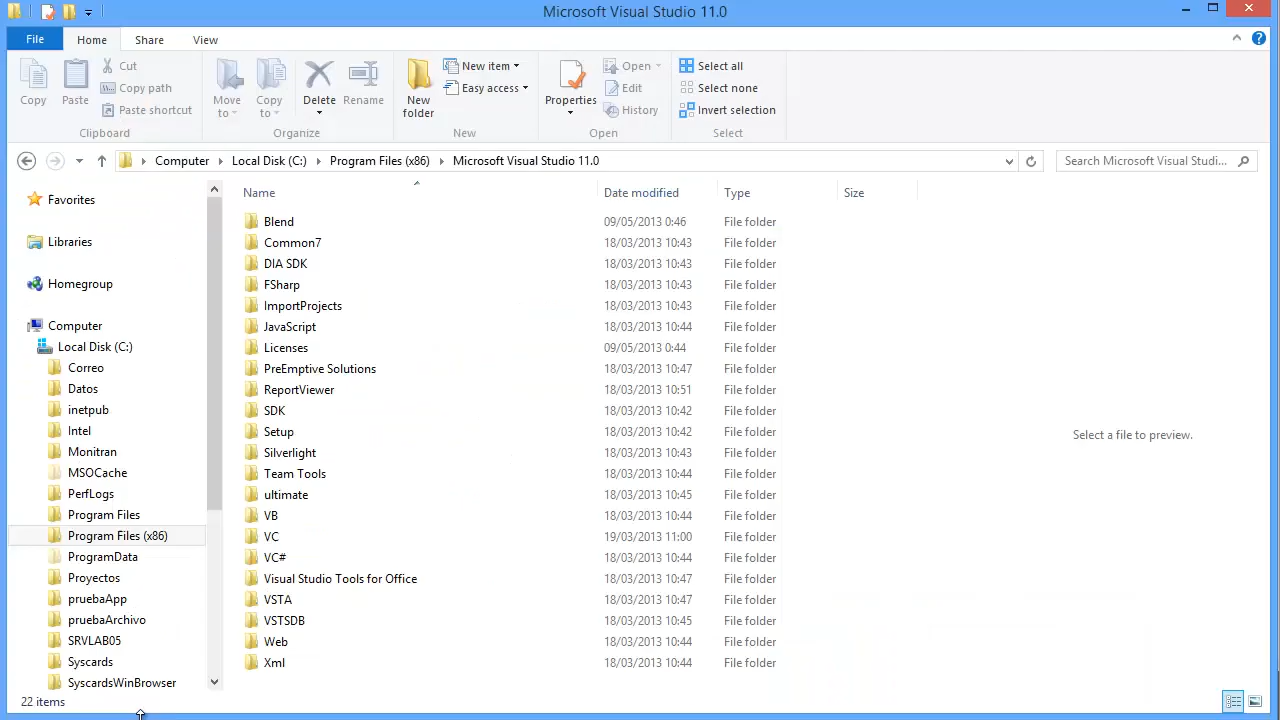 Microsoft Visual Studio 11.0
File Home Share View
Copy Paste Cut Copy path Paste shortcut Move to Copy to Delete Rename New folder New item Easy access Properties Open Edit History Select all Select none Invert selection
Clipboard Organize New Open Select
Computer Local Disk (C:) Program Files (x86) Microsoft Visual Studio 11.0 Search Microsoft Visual Studi...
Favorites
Libraries
Homegroup
Computer
Local Disk (C:)
Correo
Datos
inetpub
Intel
Monitran
MSOCache
PerfLogs
Program Files
Program Files (x86)
ProgramData
Proyectos
pruebaApp
pruebaArchivo
SRVLAB05
Syscards
SyscardsWinBrowser
Name Date modified Type Size
Blend 09/05/2013 0:46 File folder
Common7 18/03/2013 10:43 File folder
DIA SDK 18/03/2013 10:43 File folder
FSharp 18/03/2013 10:43 File folder
ImportProjects 18/03/2013 10:43 File folder
JavaScript 18/03/2013 10:44 File folder
Licenses 09/05/2013 0:44 File folder
PreEmptive Solutions 18/03/2013 10:47 File folder
ReportViewer 18/03/2013 10:51 File folder
SDK 18/03/2013 10:42 File folder
Setup 18/03/2013 10:42 File folder
Silverlight 18/03/2013 10:43 File folder
Team Tools 18/03/2013 10:44 File folder
ultimate 18/03/2013 10:45 File folder
VB 18/03/2013 10:44 File folder
VC 19/03/2013 11:00 File folder
VC# 18/03/2013 10:44 File folder
Visual Studio Tools for Office 18/03/2013 10:47 File folder
VSTA 18/03/2013 10:47 File folder
VSTSDB 18/03/2013 10:45 File folder
Web 18/03/2013 10:44 File folder
Xml 18/03/2013 10:44 File folder
Select a file to preview.
22 items